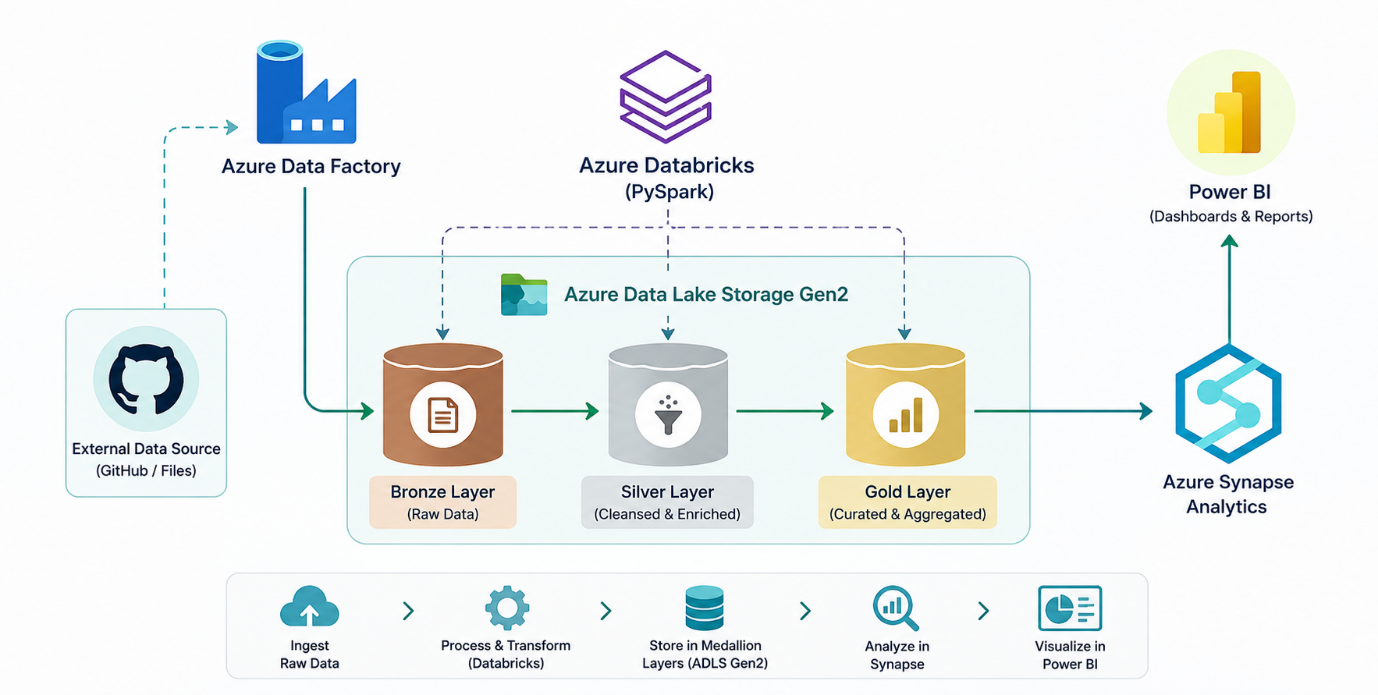 Azure Data Factory
Azure Databricks
(PySpark)
Power BI
(Dashboards & Reports)
Azure Data Lake Storage Gen2
External Data Source
(GitHub / Files)
Bronze Layer
(Raw Data)
Silver Layer
(Cleansed & Enriched)
Gold Layer
(Curated & Aggregated)
Azure Synapse
Analytics
Ingest
Raw Data
Process & Transform
(Databricks)
Store in Medallion
Layers (ADLS Gen2)
Analyze in
Synapse
Visualize in
Power BI